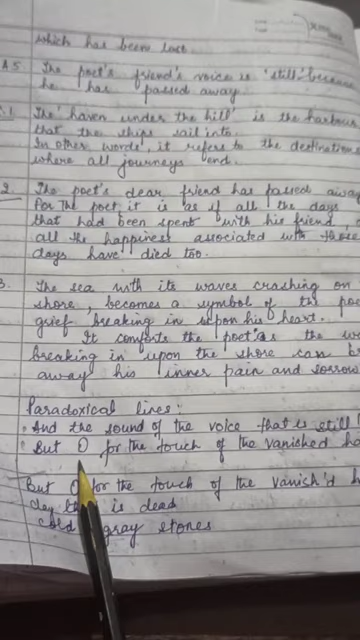 which has been lost.
A5 The poet's friend's voice is 'still' because
he has passed away.
1 The 'haven under the hill' is the harbour
that the ships sail into.
In other words, it refers to the destination
where all journeys end.
2. The poet's dear friend has passed away
For the poet, it is as if all the days
that had been spent with his friend,
all the happiness associated with those
days have died too.
3. The sea with its waves crashing on
shore, becomes a symbol of the
grief breaking in upon his heart.
It comforts the poet as the
breaking in upon the shore can
away his inner pain and sorrow
Paradoxical lines:
And the sound of the voice that is still!
But O for the touch of the vanished
But O for the touch of the vanish'd
day is dead
cold gray stones